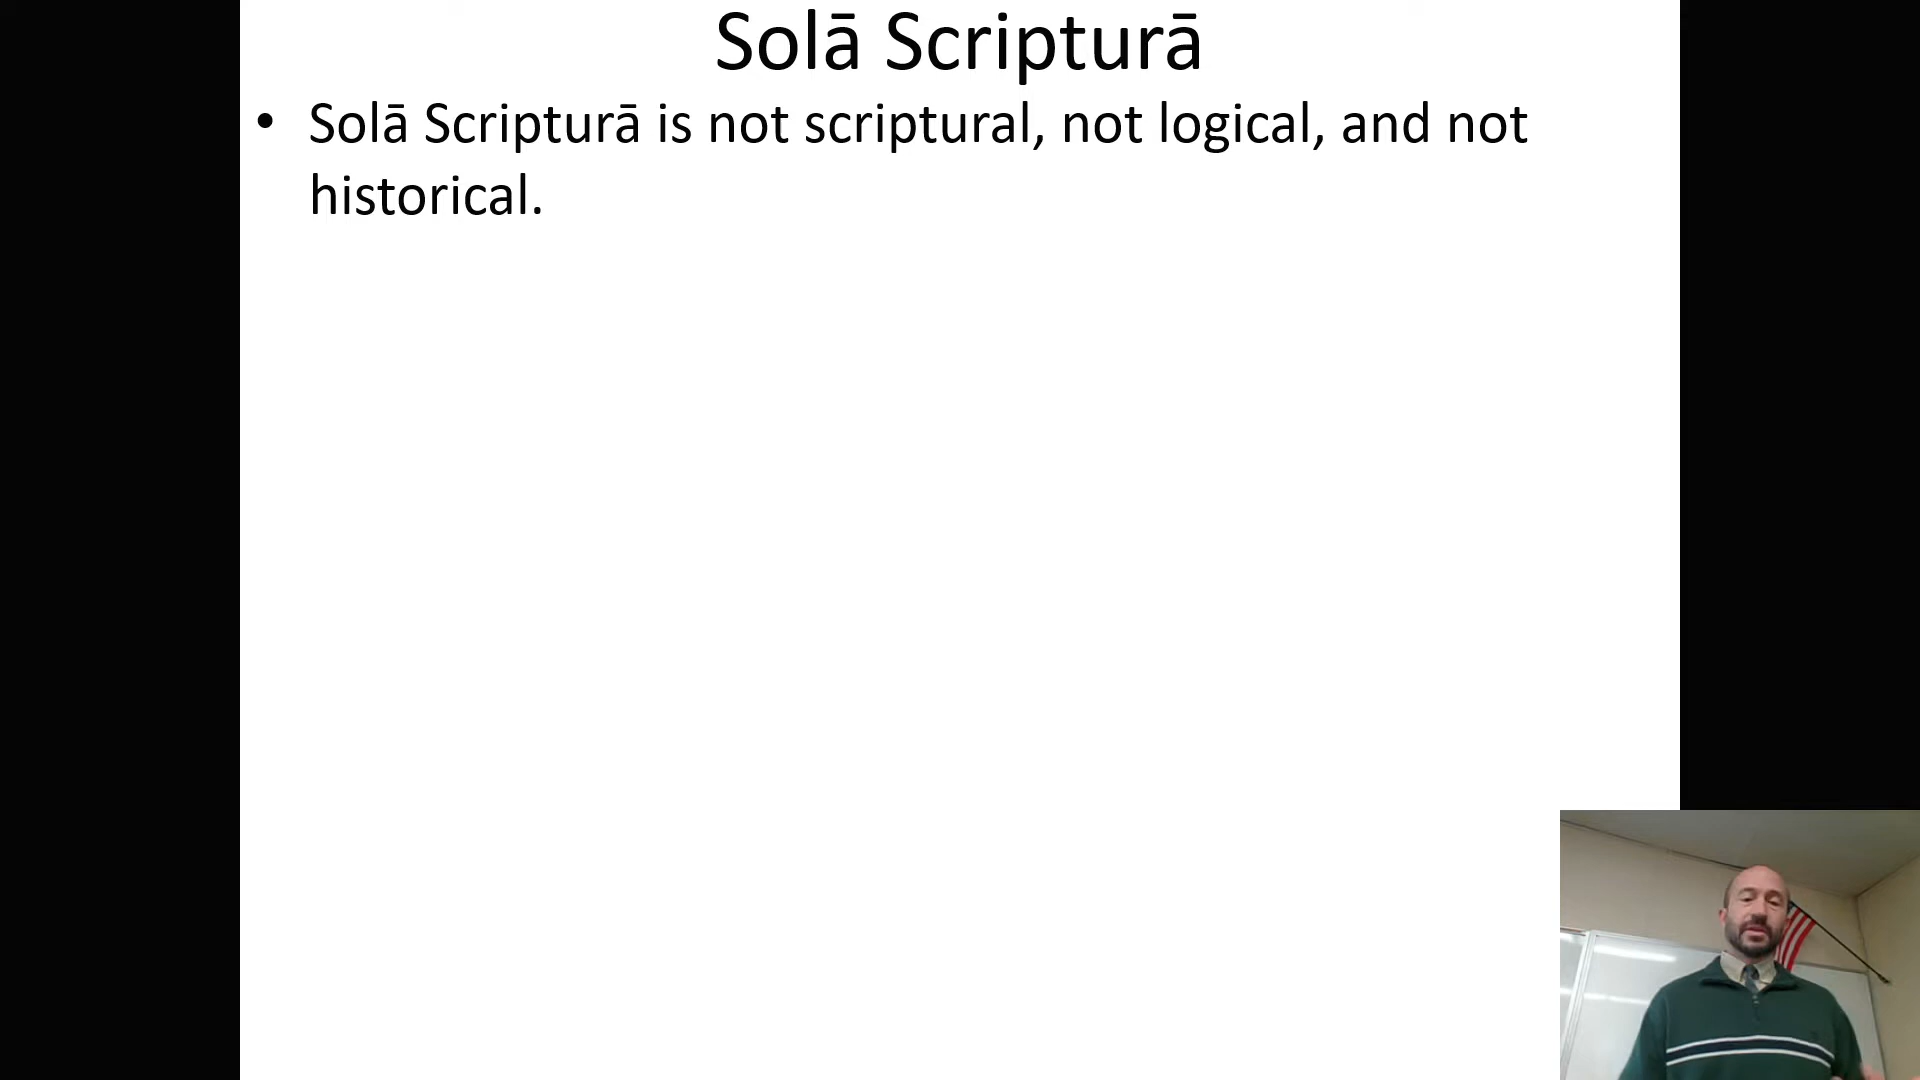 Solā Scripturā
• Solā Scripturā is not scriptural, not logical, and not
historical.